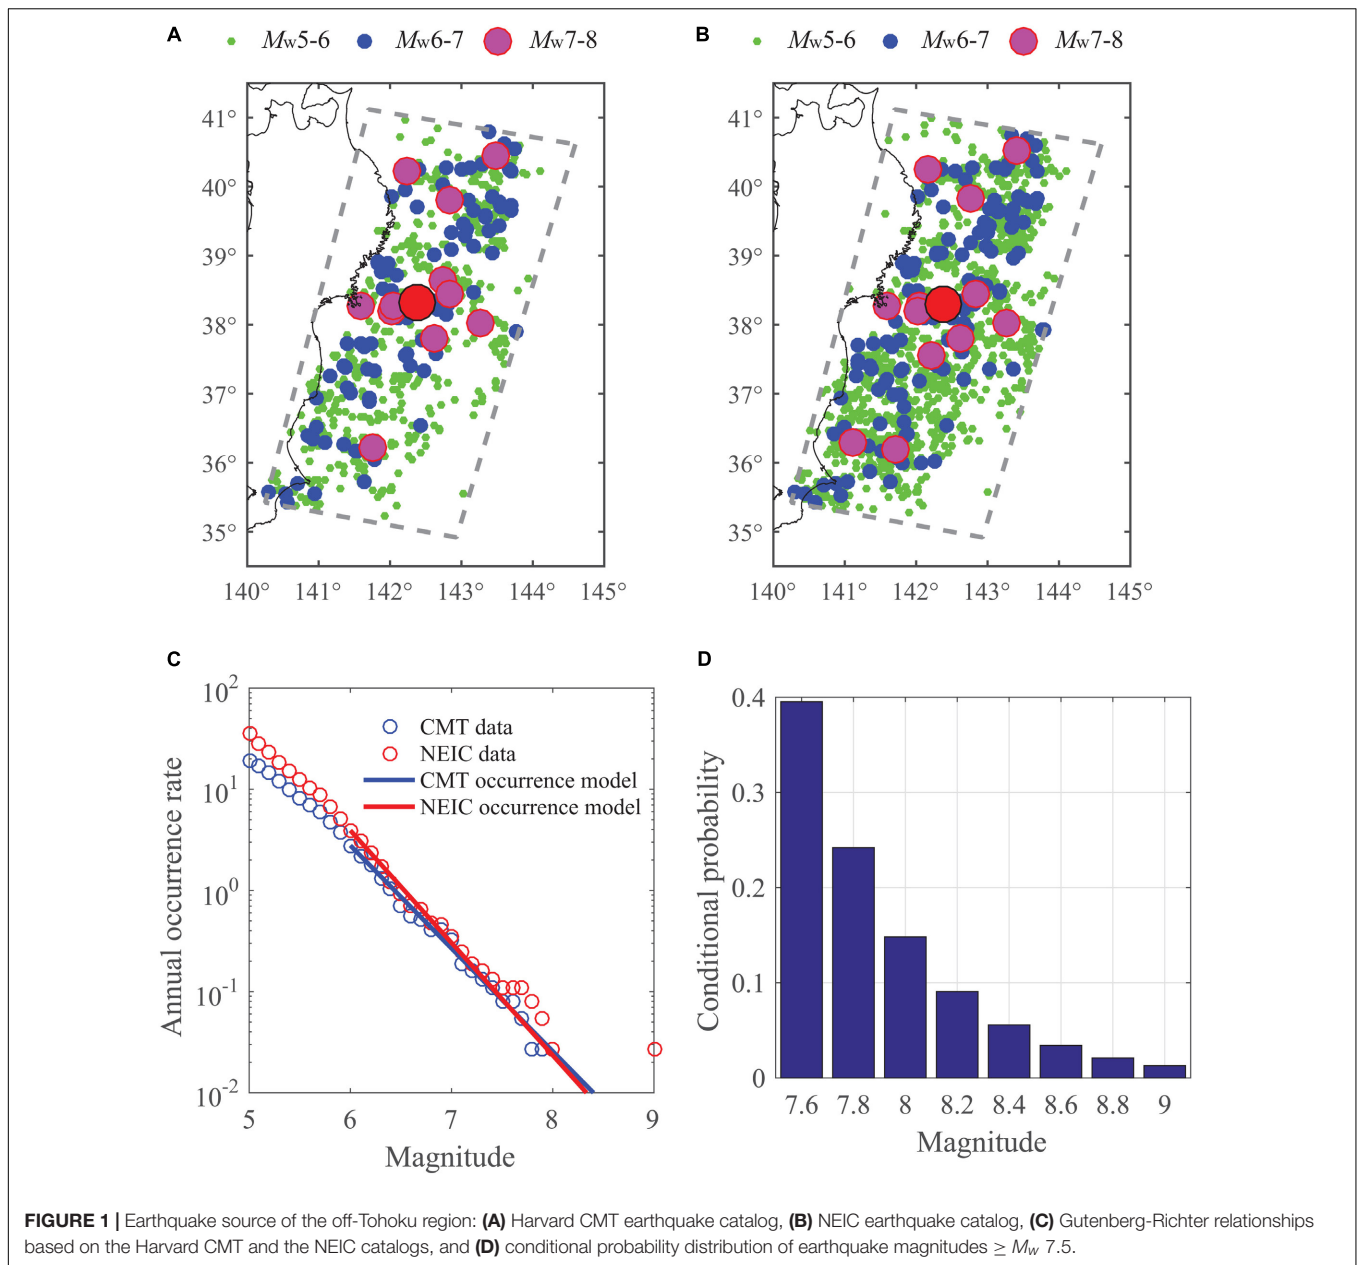 A
Mw5-6 Mw6-7 Mw7-8
41°
40°
39°
38°
37°
36°
35°
140° 141° 142° 143° 144° 145°
B
Mw5-6 Mw6-7 Mw7-8
41°
40°
39°
38°
37°
36°
35°
140° 141° 142° 143° 144° 145°
C
Annual occurrence rate
10^2
10^1
10^0
10^-1
10^-2
CMT data
NEIC data
CMT occurrence model
NEIC occurrence model
5 6 7 8 9
Magnitude
D
Conditional probability
0.4
0.3
0.2
0.1
0
7.6 7.8 8 8.2 8.4 8.6 8.8 9
Magnitude
FIGURE 1 | Earthquake source of the off-Tohoku region: (A) Harvard CMT earthquake catalog, (B) NEIC earthquake catalog, (C) Gutenberg-Richter relationships
based on the Harvard CMT and the NEIC catalogs, and (D) conditional probability distribution of earthquake magnitudes ≥ Mw 7.5.